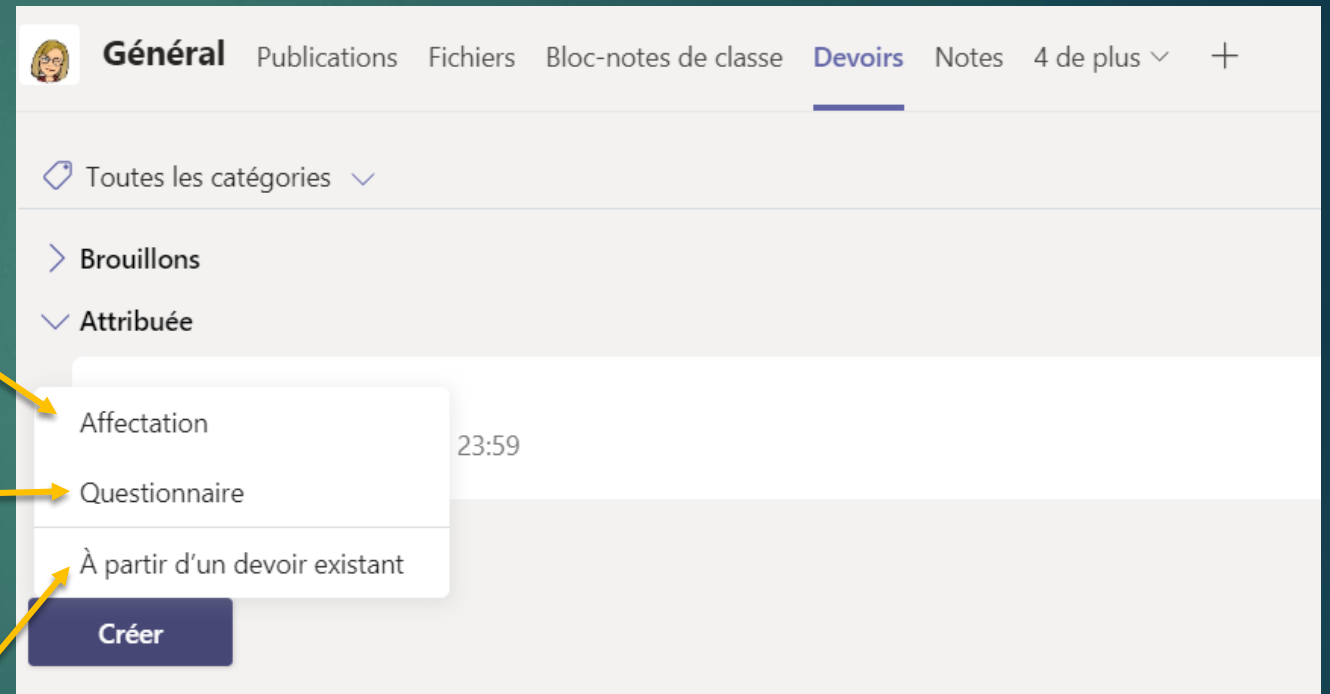 Général Publications Fichiers Bloc-notes de classe Devoirs Notes 4 de plus
Toutes les catégories
Brouillons
Attribuée
Affectation
23:59
Questionnaire
À partir d’un devoir existant
Créer